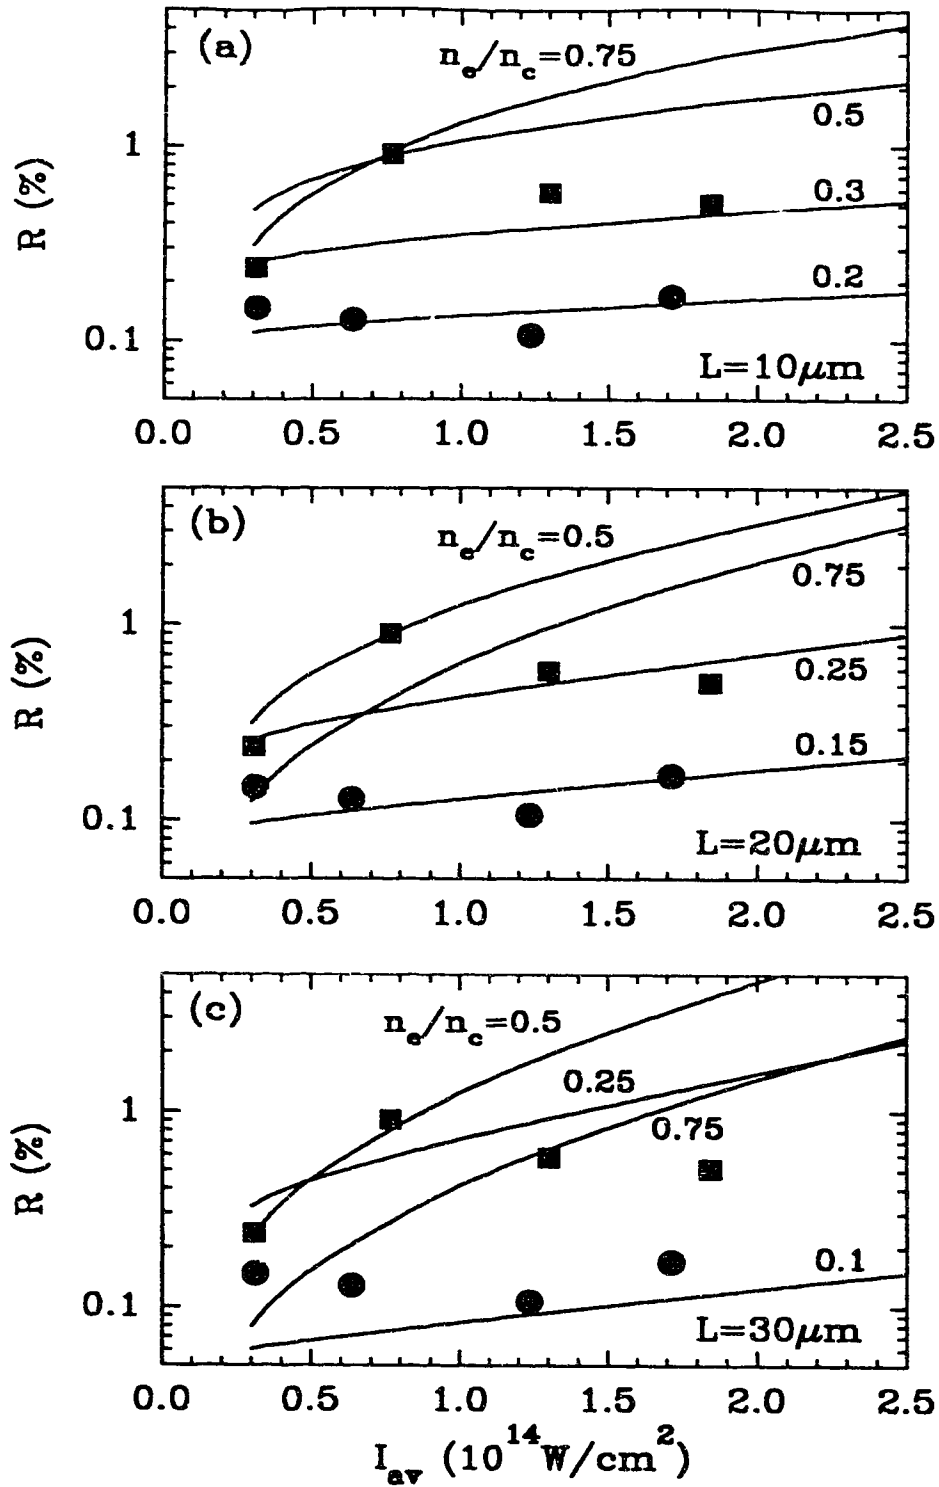 (a)
n_e/n_c=0.75
0.5
0.3
0.2
L=10μm
R (%)
1
0.1
0.0 0.5 1.0 1.5 2.0 2.5
(b)
n_e/n_c=0.5
0.75
0.25
0.15
L=20μm
R (%)
1
0.1
0.0 0.5 1.0 1.5 2.0 2.5
(c)
n_e/n_c=0.5
0.25
0.75
0.1
L=30μm
R (%)
1
0.1
0.0 0.5 1.0 1.5 2.0 2.5
I_av (10^14 W/cm^2)